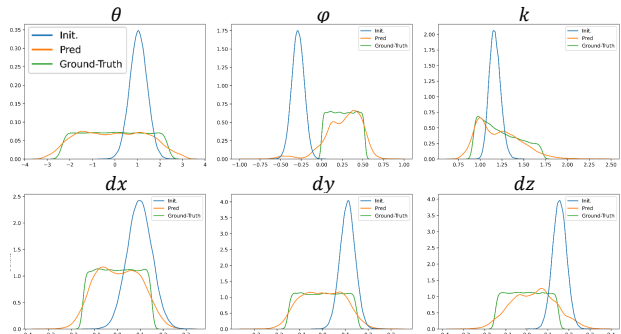 θ
φ
k
0.35
0.30
0.25
0.20
0.15
0.10
0.05
0.00
Init.
Pred
Ground-Truth
−4 −3 −2 −1 0 1 2 3 4
1.75
1.50
1.25
1.00
0.75
0.50
0.25
0.00
Init.
Pred
Ground-Truth
−1.00 −0.75 −0.50 −0.25 0.00 0.25 0.50 0.75 1.00
2.00
1.75
1.50
1.25
1.00
0.75
0.50
0.25
0.00
Init.
Pred
Ground-Truth
0.75 1.00 1.25 1.50 1.75 2.00 2.25 2.50
dx
dy
dz
2.5
2.0
1.5
1.0
0.5
0.0
Init.
Pred
Ground-Truth
4.0
3.5
3.0
2.5
2.0
1.5
1.0
0.5
0.0
Init.
Pred
Ground-Truth
4.0
3.5
3.0
2.5
2.0
1.5
1.0
0.5
0.0
Init.
Pred
Ground-Truth